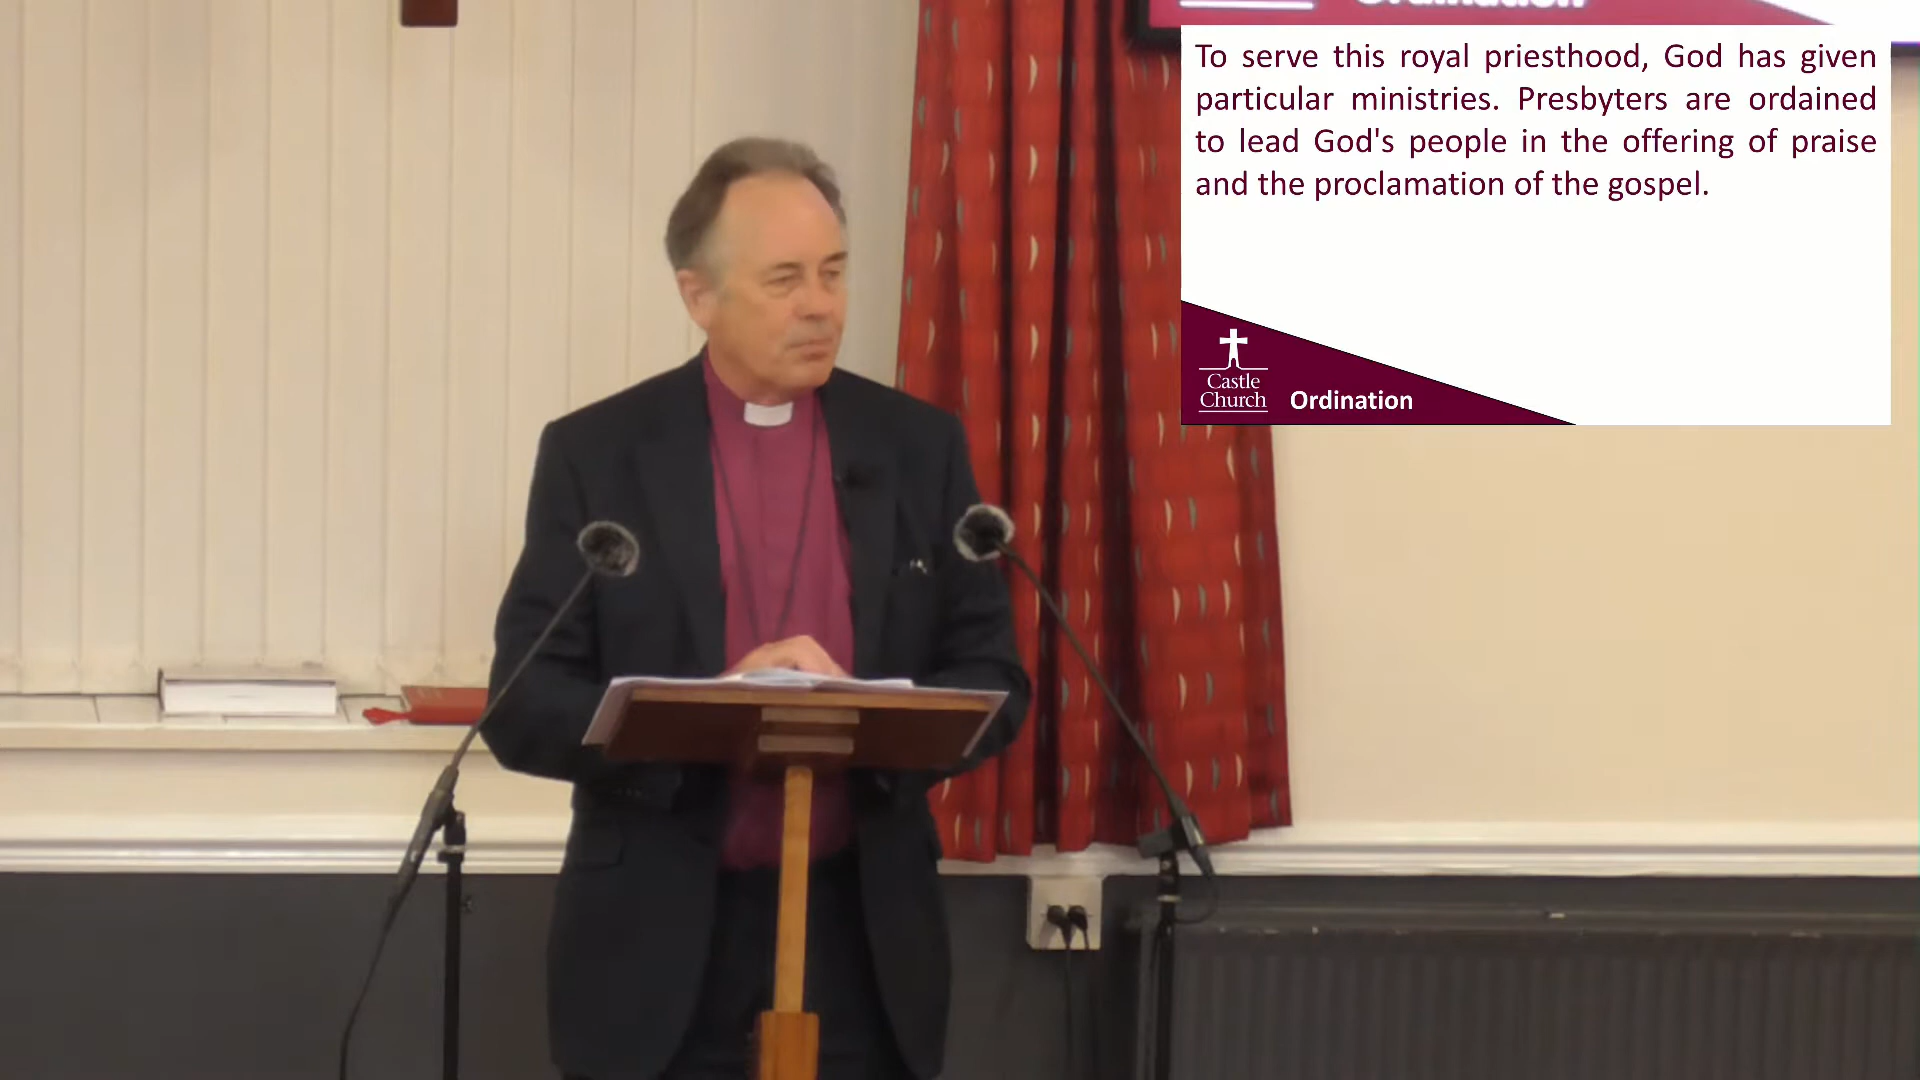 Ordination
To serve this royal priesthood, God has given
particular ministries. Presbyters are ordained
to lead God's people in the offering of praise
and the proclamation of the gospel.
Castle
Church
Ordination